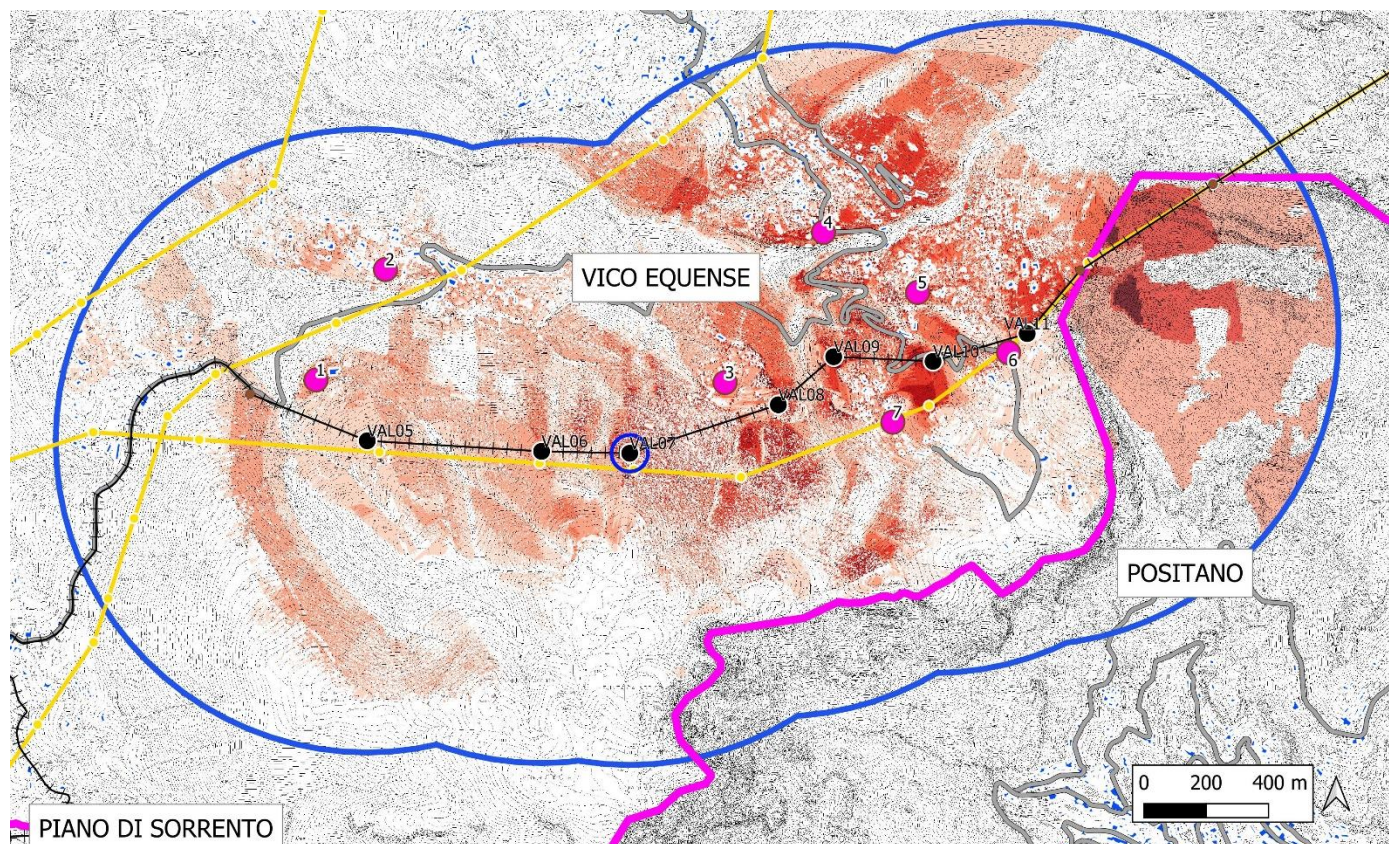 4
2
VICO EQUENSE
5
VAL11
VAL09
VAL10
6
1
3
VAL08
7
VAL05
VAL06
VAL07
POSITANO
0 200 400 m
PIANO DI SORRENTO